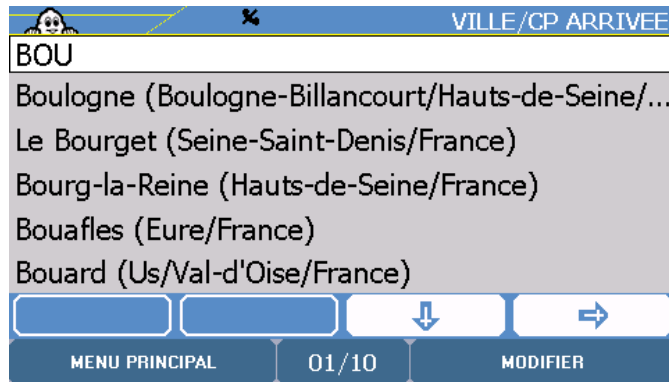 VILLE/CP ARRIVEE
BOU
Boulogne (Boulogne-Billancourt/Hauts-de-Seine/...
Le Bourget (Seine-Saint-Denis/France)
Bourg-la-Reine (Hauts-de-Seine/France)
Bouafles (Eure/France)
Bouard (Us/Val-d'Oise/France)
MENU PRINCIPAL 01/10 MODIFIER